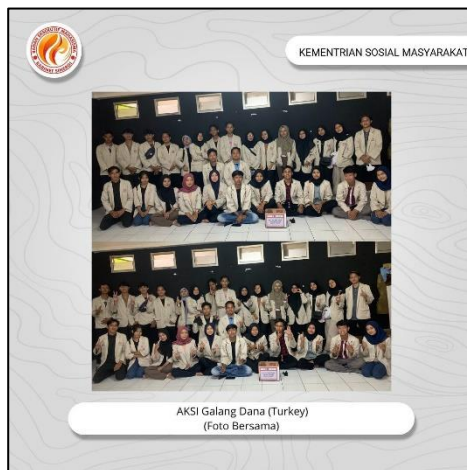 KEMENTRIAN SOSIAL MASYARAKAT
AKSI Galang Dana (Turkey)
(Foto Bersama)